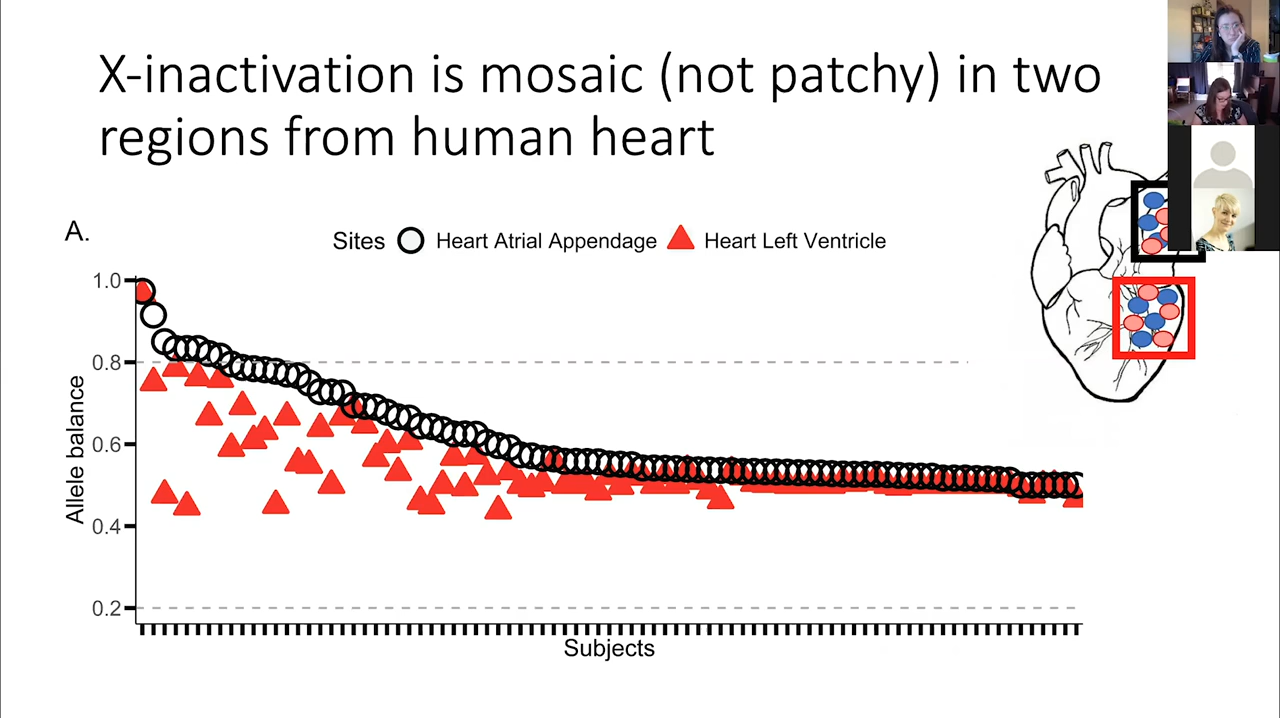 X-inactivation is mosaic (not patchy) in two
regions from human heart
A.
Sites Heart Atrial Appendage Heart Left Ventricle
1.0
0.8
0.6
0.4
0.2
Allele balance
Subjects